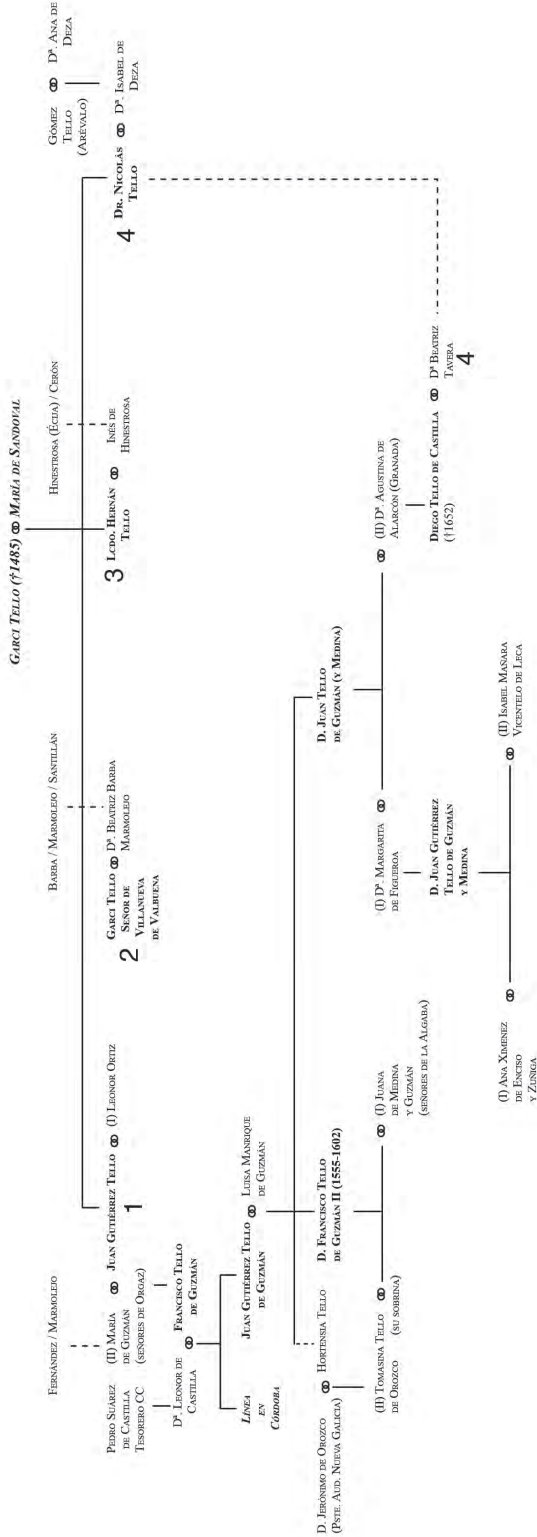 Garci Tello (†1485) ⚭ María de Sandoval
Fernández / Marmolejo
Barba / Marmolejo / Santillán
Hinestrosa (Écija) / Cerón
Gómez
Tello
(Arévalo)
⚭
Dª. Ana de
Deza
Pedro Suárez
de Castilla
Tesorero CC
(II) María
de Guzmán
(señores de Orgaz)
⚭
Juan Gutiérrez Tello
⚭
(I) Leonor Ortiz
1
Garci Tello
Señor de
Villanueva
de Valbuena
⚭
Dª. Beatriz Barba
Marmolejo
2
Lcdo. Hernán
Tello
⚭
Inés de
Hinestrosa
3
Dr. Nicolás
Tello
⚭
Dª. Isabel de
Deza
4
Dª. Leonor de
Castilla
⚭
Francisco Tello
de Guzmán
Línea
en
Córdoba
Juan Gutiérrez Tello
de Guzmán
⚭
Luisa Manrique
de Guzmán
D. Jerónimo de Orozco
(Pste. Aud. Nueva Galicia)
⚭
Hortensia Tello
D. Francisco Tello
de Guzmán II (1555-1602)
D. Juan Tello
de Guzmán (y Medina)
(II) Tomasina Tello
de Orozco
(su sobrina)
⚭
⚭
(I) Juana
de Medina
y Guzmán
(señores de la Algaba)
(I) Dª. Margarita
de Figueroa
⚭
⚭
(II) Dª. Agustina de
Alarcón (Granada)
D. Juan Gutiérrez
Tello de Guzmán
y Medina
Diego Tello de Castilla
(†1652)
⚭
Dª Beatriz
Tavera
4
(I) Ana Ximenez
de Enciso
y Zuñiga
⚭
⚭
(II) Isabel Mañara
Vicentelo de Leca